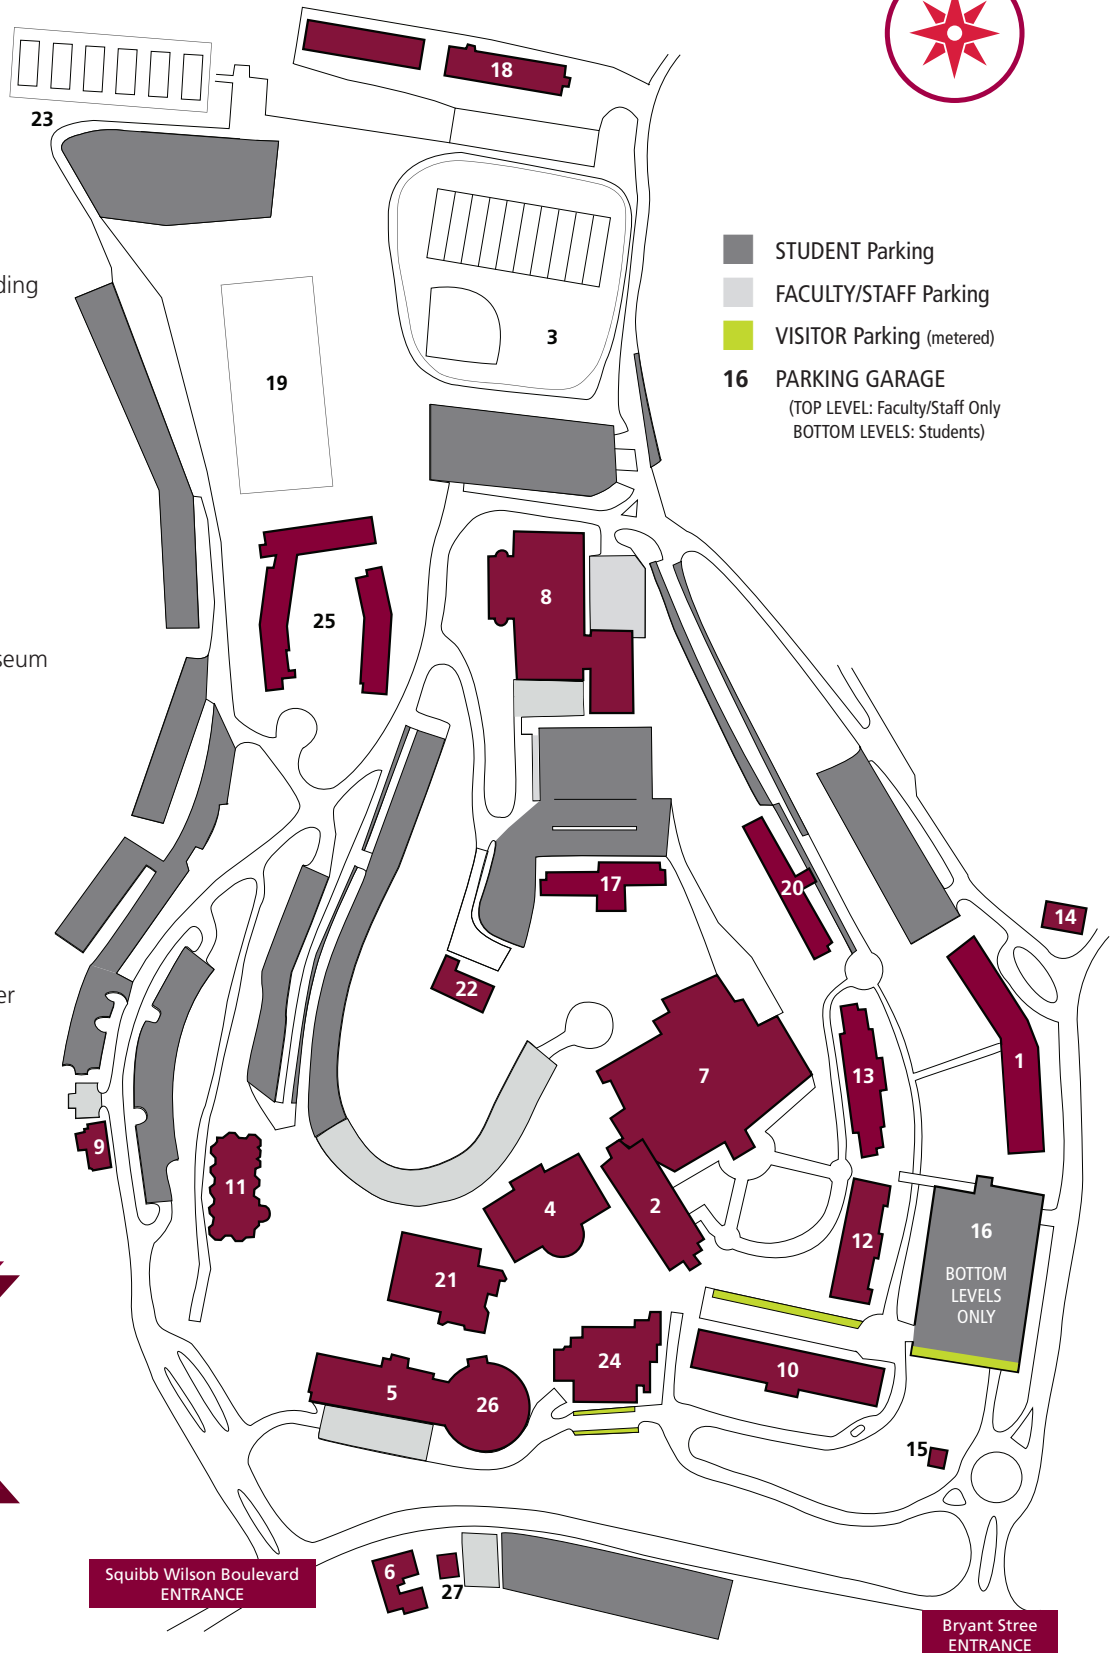 18
23
STUDENT Parking
ding
FACULTY/STAFF Parking
3
VISITOR Parking (metered)
19
16 PARKING GARAGE
(TOP LEVEL: Faculty/Staff Only
BOTTOM LEVELS: Students)
8
25
seum
17
20
14
22
er
1
7
13
9
11
4
2
12
16
BOTTOM
LEVELS
ONLY
21
24
10
5
26
15
Squibb Wilson Boulevard
ENTRANCE
6
27
Bryant Stree
ENTRANCE